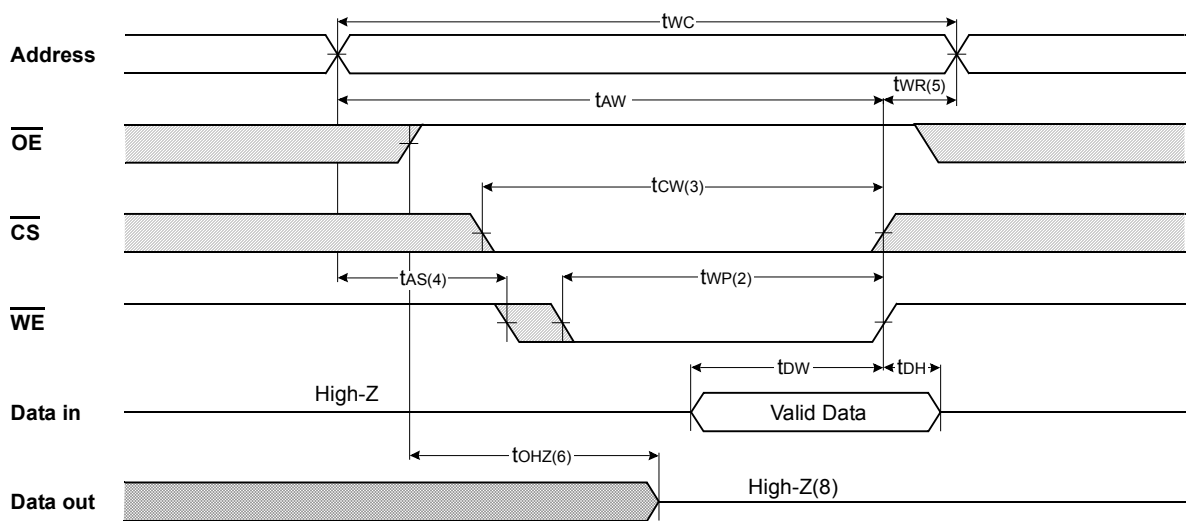 tWC
Address
tAW
tWR(5)
OE
tCW(3)
CS
tAS(4)
tWP(2)
WE
tDW
tDH
High-Z
Data in
Valid Data
tOHZ(6)
High-Z(8)
Data out